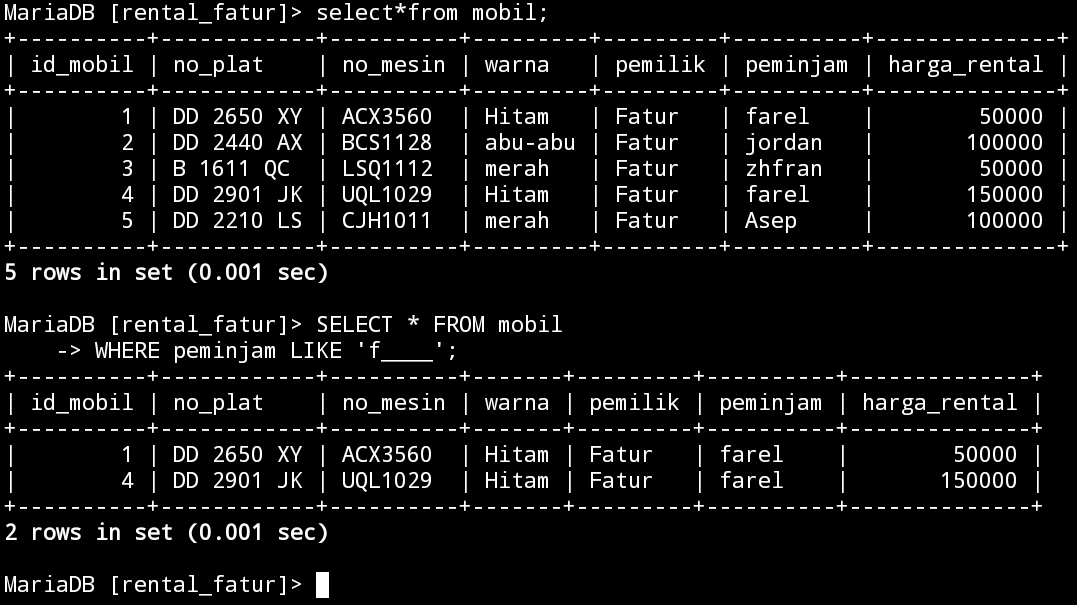 MariaDB [rental_fatur]> select*from mobil;
+----------+------------+----------+---------+---------+----------+--------------+
| id_mobil | no_plat    | no_mesin | warna   | pemilik | peminjam | harga_rental |
+----------+------------+----------+---------+---------+----------+--------------+
|        1 | DD 2650 XY | ACX3560  | Hitam   | Fatur   | farel    |        50000 |
|        2 | DD 2440 AX | BCS1128  | abu-abu | Fatur   | jordan   |       100000 |
|        3 | B 1611 QC  | LSQ1112  | merah   | Fatur   | zhfran   |        50000 |
|        4 | DD 2901 JK | UQL1029  | Hitam   | Fatur   | farel    |       150000 |
|        5 | DD 2210 LS | CJH1011  | merah   | Fatur   | Asep     |       100000 |
+----------+------------+----------+---------+---------+----------+--------------+
5 rows in set (0.001 sec)

MariaDB [rental_fatur]> SELECT * FROM mobil
    -> WHERE peminjam LIKE 'f____';
+----------+------------+----------+-------+---------+----------+--------------+
| id_mobil | no_plat    | no_mesin | warna | pemilik | peminjam | harga_rental |
+----------+------------+----------+-------+---------+----------+--------------+
|        1 | DD 2650 XY | ACX3560  | Hitam | Fatur   | farel    |        50000 |
|        4 | DD 2901 JK | UQL1029  | Hitam | Fatur   | farel    |       150000 |
+----------+------------+----------+-------+---------+----------+--------------+
2 rows in set (0.001 sec)

MariaDB [rental_fatur]>